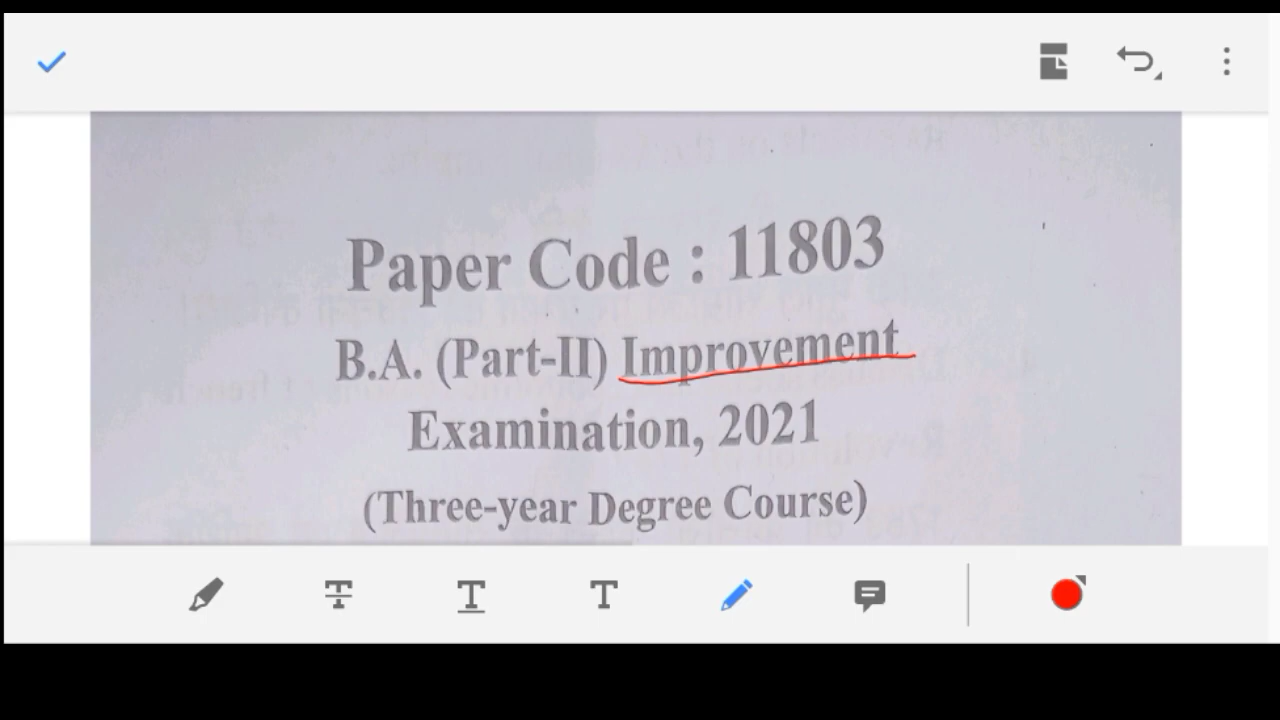 Paper Code : 11803
B.A. (Part-II) Improvement
Examination, 2021
(Three-year Degree Course)